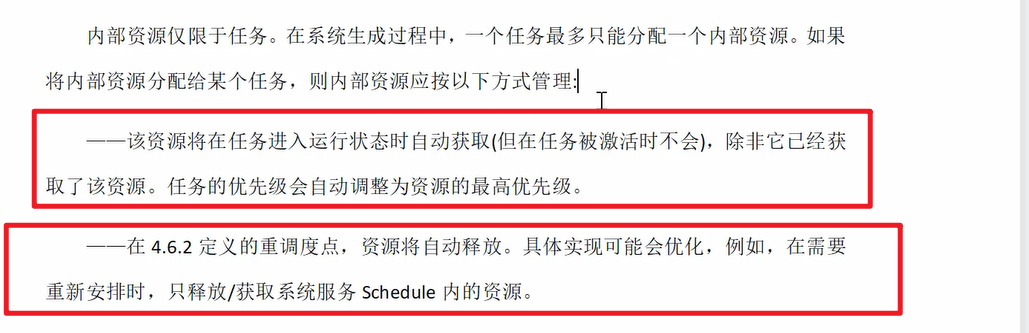 内部资源仅限于任务。在系统生成过程中，一个任务最多只能分配一个内部资源。如果
将内部资源分配给某个任务，则内部资源应按以下方式管理:
——该资源将在任务进入运行状态时自动获取(但在任务被激活时不会)，除非它已经获
取了该资源。任务的优先级会自动调整为资源的最高优先级。
——在 4.6.2 定义的重调度点，资源将自动释放。具体实现可能会优化，例如，在需要
重新安排时，只释放/获取系统服务 Schedule 内的资源。